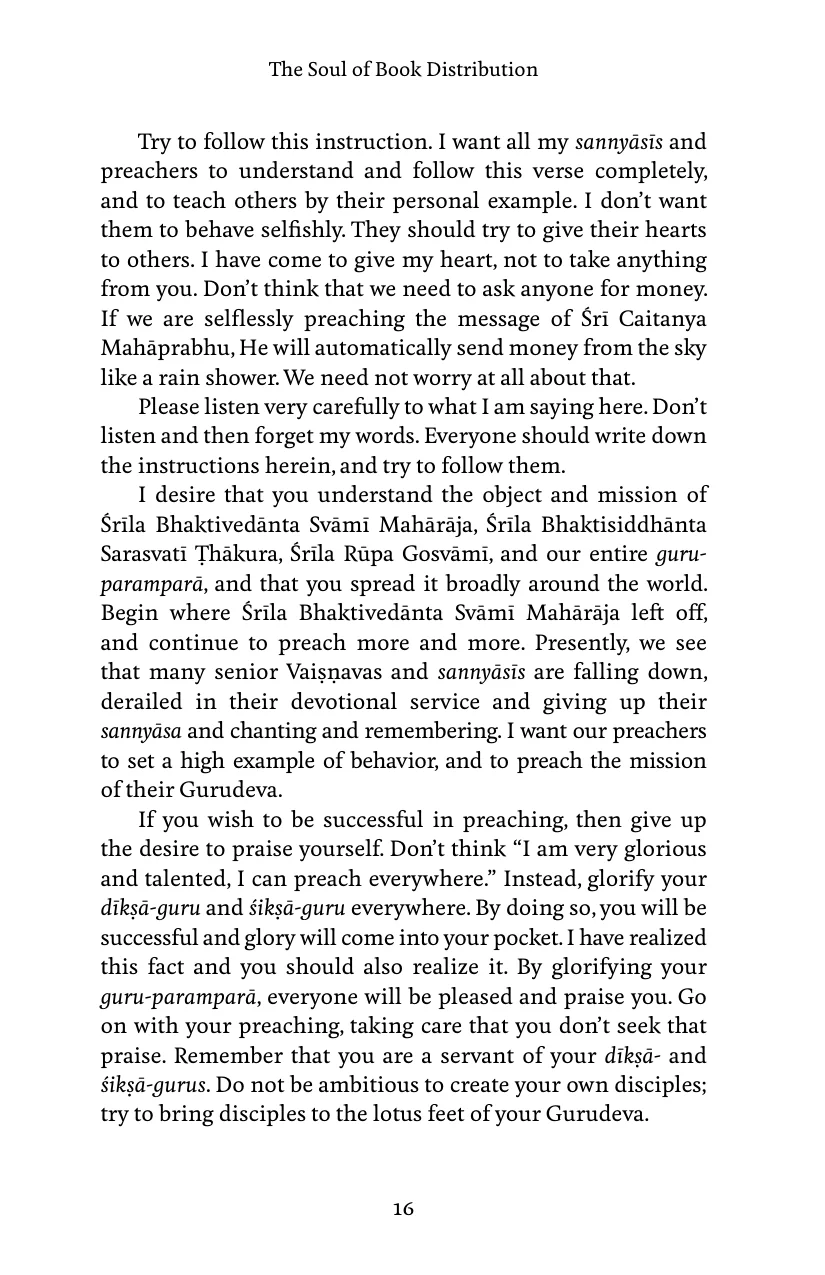 The Soul of Book Distribution
Try to follow this instruction. I want all my sannyāsīs and
preachers to understand and follow this verse completely,
and to teach others by their personal example. I don’t want
them to behave selfishly. They should try to give their hearts
to others. I have come to give my heart, not to take anything
from you. Don’t think that we need to ask anyone for money.
If we are selflessly preaching the message of Śrī Caitanya
Mahāprabhu, He will automatically send money from the sky
like a rain shower. We need not worry at all about that.
Please listen very carefully to what I am saying here. Don’t
listen and then forget my words. Everyone should write down
the instructions herein, and try to follow them.
I desire that you understand the object and mission of
Śrīla Bhaktivedānta Svāmī Mahārāja, Śrīla Bhaktisiddhānta
Sarasvatī Ṭhākura, Śrīla Rūpa Gosvāmī, and our entire guru-
paramparā, and that you spread it broadly around the world.
Begin where Śrīla Bhaktivedānta Svāmī Mahārāja left off,
and continue to preach more and more. Presently, we see
that many senior Vaiṣṇavas and sannyāsīs are falling down,
derailed in their devotional service and giving up their
sannyāsa and chanting and remembering. I want our preachers
to set a high example of behavior, and to preach the mission
of their Gurudeva.
If you wish to be successful in preaching, then give up
the desire to praise yourself. Don’t think “I am very glorious
and talented, I can preach everywhere.” Instead, glorify your
dīkṣā-guru and śikṣā-guru everywhere. By doing so, you will be
successful and glory will come into your pocket. I have realized
this fact and you should also realize it. By glorifying your
guru-paramparā, everyone will be pleased and praise you. Go
on with your preaching, taking care that you don’t seek that
praise. Remember that you are a servant of your dīkṣā- and
śikṣā-gurus. Do not be ambitious to create your own disciples;
try to bring disciples to the lotus feet of your Gurudeva.
16